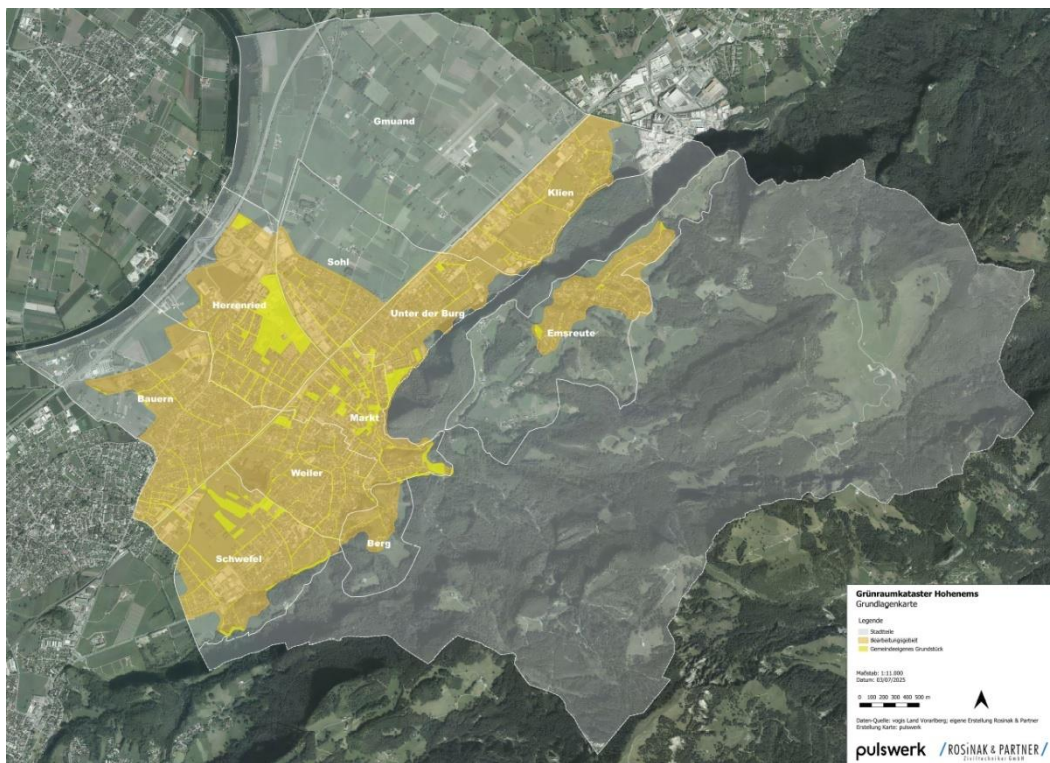 Gmuand
Klien
Sohl
Herrenried
Unter der Burg
Emsreute
Bauern
Markt
Weiler
Berg
Schwefel
Grünraumkataster Hohenems
Grundlagenkarte
Legende
Stadtteile
Bearbeitungsgebiet
Gemeindeeigenes Grundstück
Maßstab: 1:11.000
Datum: 03/07/2025
0 100 200 300 400 500 m
Daten-Quelle: vogis Land Vorarlberg; eigene Erstellung Rosinak & Partner
Erstellung Karte: pulswerk
pulswerk
ROSiNAK & PARTNER
Ziviltechniker GmbH